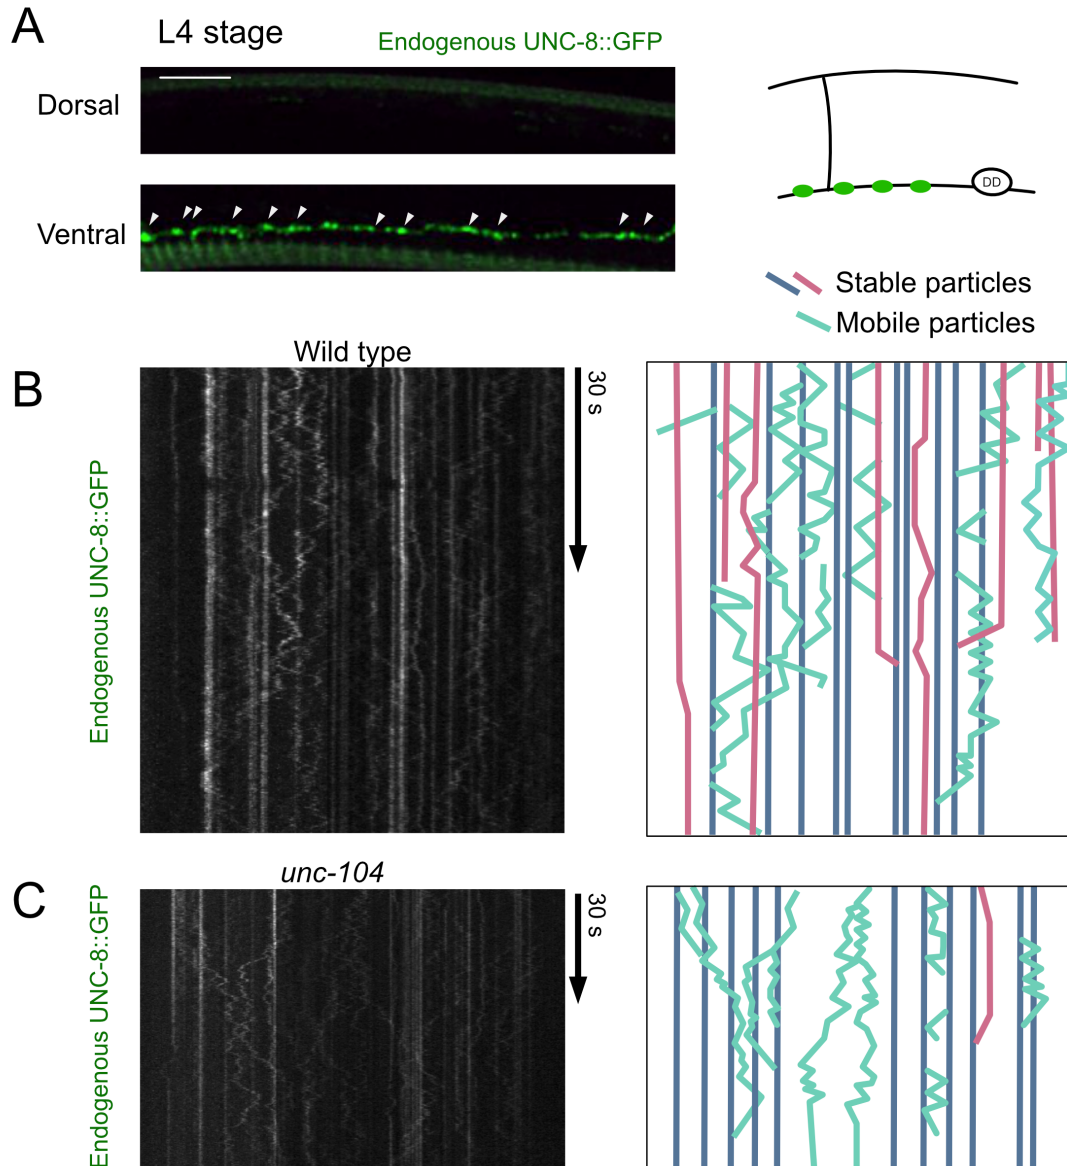 A
L4 stage
Endogenous UNC-8::GFP
Dorsal
Ventral
DD
Stable particles
Mobile particles
B
Wild type
30 s
Endogenous UNC-8::GFP
C
unc-104
30 s
Endogenous UNC-8::GFP